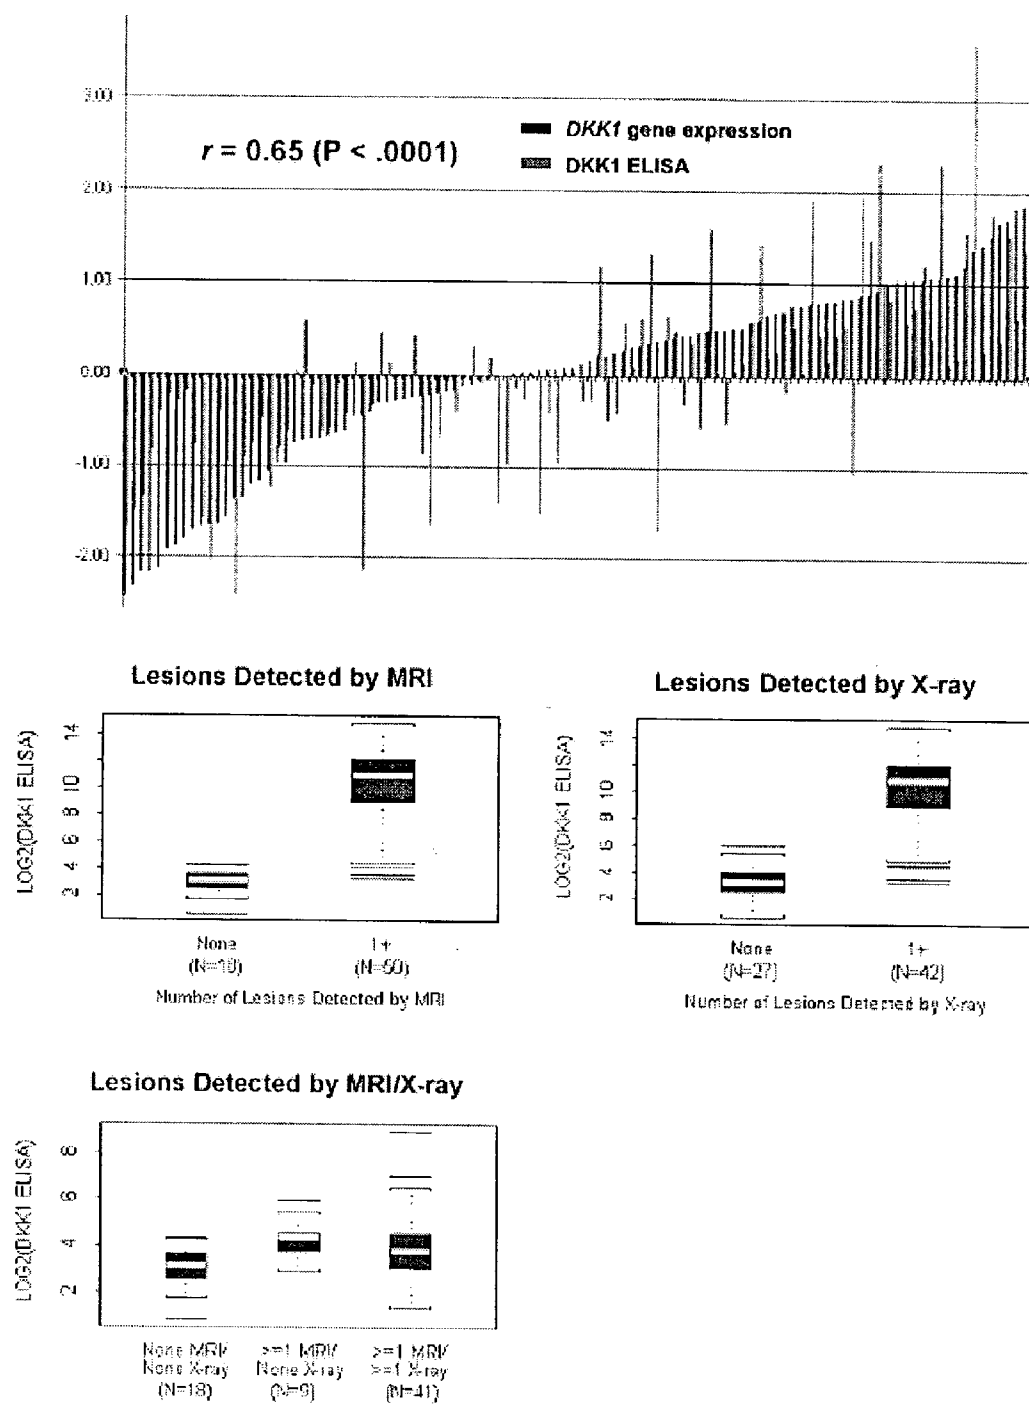 3.00
r = 0.65 (P < .0001)
DKK1 gene expression
DKK1 ELISA
2.00
1.00
0.00
-1.00
-2.00
Lesions Detected by MRI
LOG2(DKK1 ELISA)
14
10
8
6
4
2
None
(N=18)
1+
(N=50)
Number of Lesions Detected by MRI
Lesions Detected by X-ray
LOG2(DKK1 ELISA)
14
10
8
6
4
2
None
(N=27)
1+
(N=42)
Number of Lesions Detected by X-ray
Lesions Detected by MRI/X-ray
LOG2(DKK1 ELISA)
8
6
4
2
None MRI/
None X-ray
(N=18)
>=1 MRI/
None X-ray
(N=9)
>=1 MRI/
>=1 X-ray
(N=41)